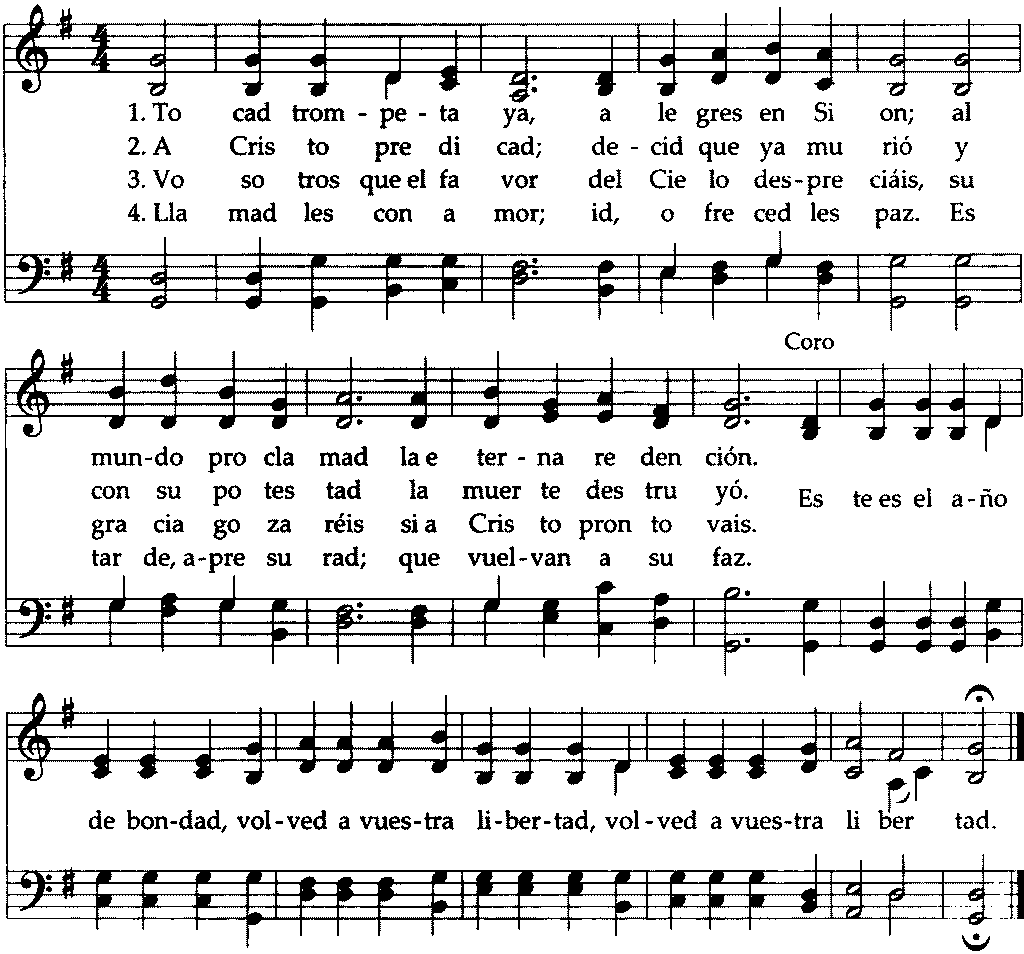 1. To cad trom - pe - ta ya, a le gres en Si on; al
2. A Cris to pre di cad; de - cid que ya mu rió y
3. Vo so tros que el fa vor del Cie lo des - pre ciáis, su
4. Lla mad les con a mor; id, o fre ced les paz. Es
Coro
mun - do pro cla mad la e ter - na re den ción.
con su po tes tad la muer te des tru yó.
Es te es el a - ño
gra cia go za réis si a Cris to pron to vais.
tar de, a - pre su rad; que vuel - van a su faz.
de bon - dad, vol - ved a vues - tra li - ber - tad, vol - ved a vues - tra li ber tad.